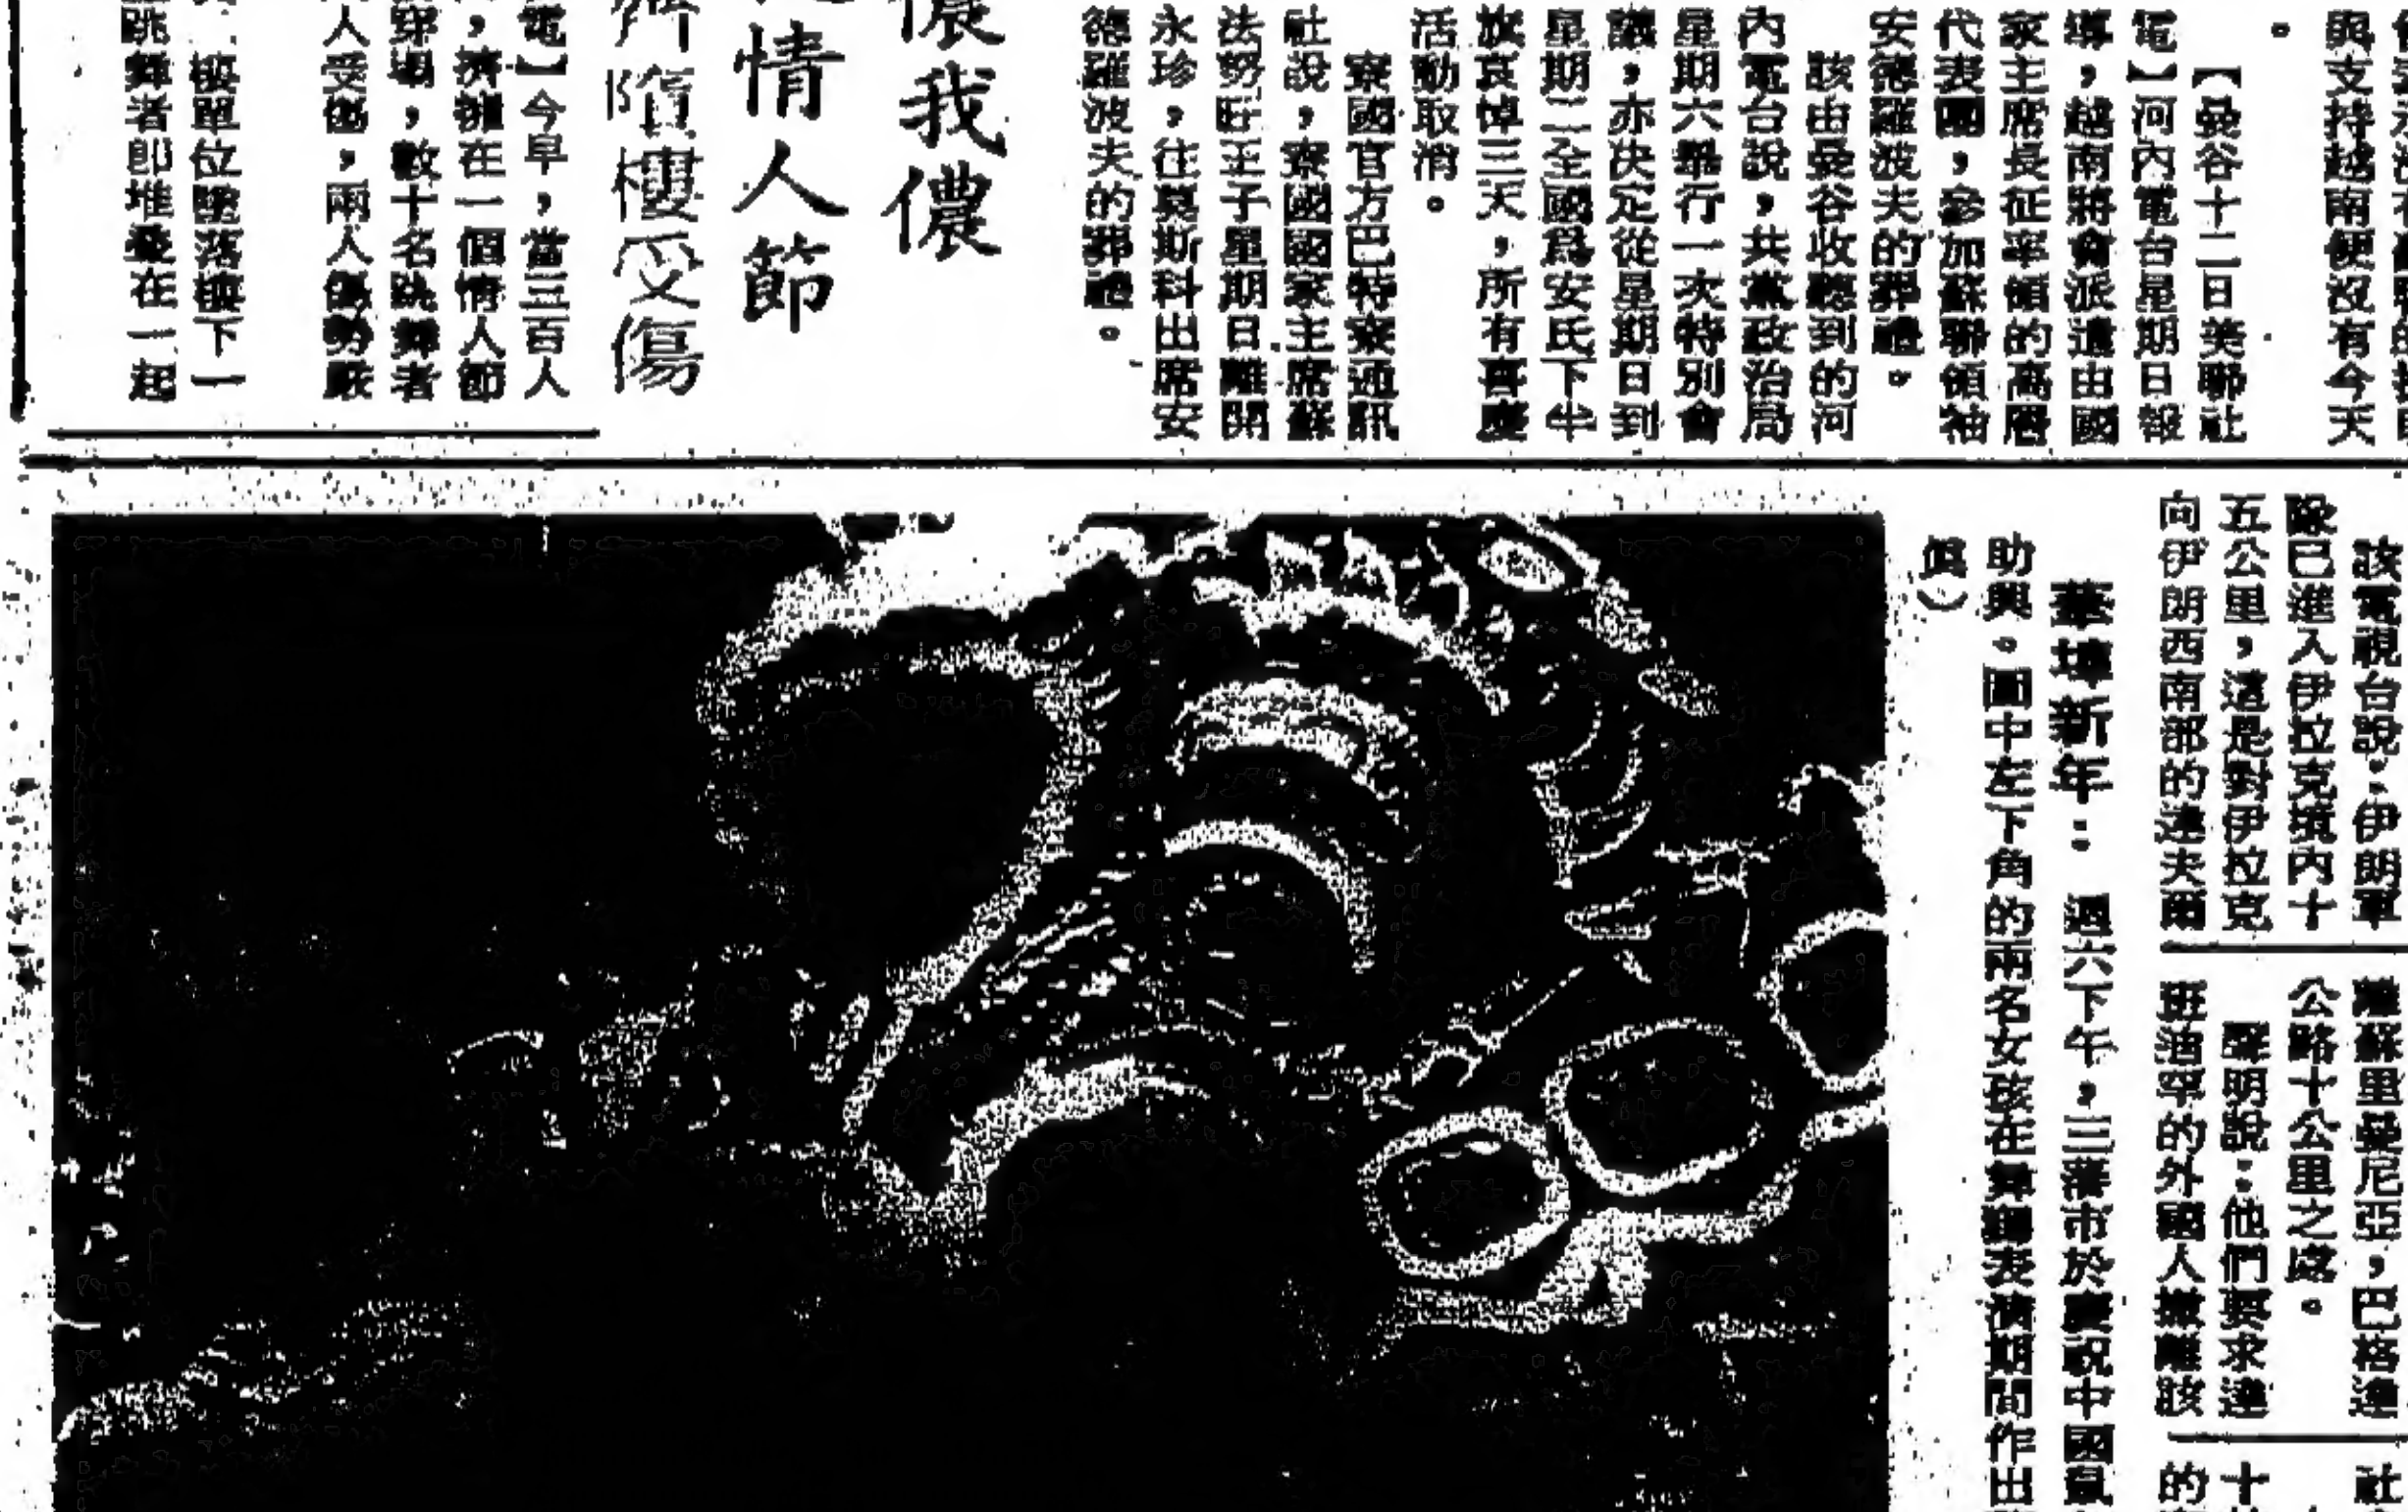 與支持越南便沒有今天
。
【曼谷十二日美聯社
電】河內電台星期日報
導，越南將會派遣由國
家主席長征率領的高層
代表團，參加蘇聯領袖
安德羅波夫的葬禮。
該由曼谷收聽到的河
內電台說，共黨政治局
星期六舉行一次特別會
議，亦決定從星期日到
星期二全國為安氏下半
旗哀悼三天，所有喜慶
活動取消。
寮國官方巴特寮通訊
社說，寮國國家主席蘇
法努旺王子星期日離開
永珍，往莫斯科出席安
德羅波夫的葬禮。
儂我儂
情人節
齊墮樓受傷
電】今早，當三百人
，擠擁在一個情人節
穿塌，數十名跳舞者
人受傷，兩人傷勢嚴
樓單位墜落樓下一
跳舞者即堆疊在一起
該電視台說，伊朗軍
隊已進入伊拉克境內十
五公里，這是對伊拉克
向伊朗西南部的達夫爾
離蘇里曼尼亞，巴格達
公路十公里之處。
聲明說：他們要求達
班迪罕的外國人撤離該
社
十
的
華埠新年：週六下午，三藩市於慶祝中國鼠
助興。圖中左下角的兩名女孩在舞獅表演期間作出
真）